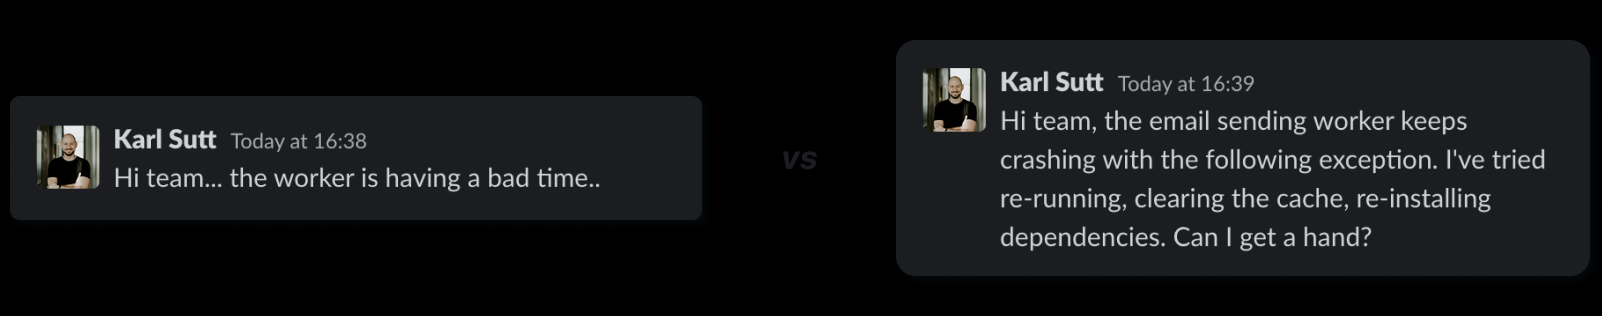 Karl Sutt Today at 16:38
Hi team... the worker is having a bad time..
vs
Karl Sutt Today at 16:39
Hi team, the email sending worker keeps
crashing with the following exception. I've tried
re-running, clearing the cache, re-installing
dependencies. Can I get a hand?